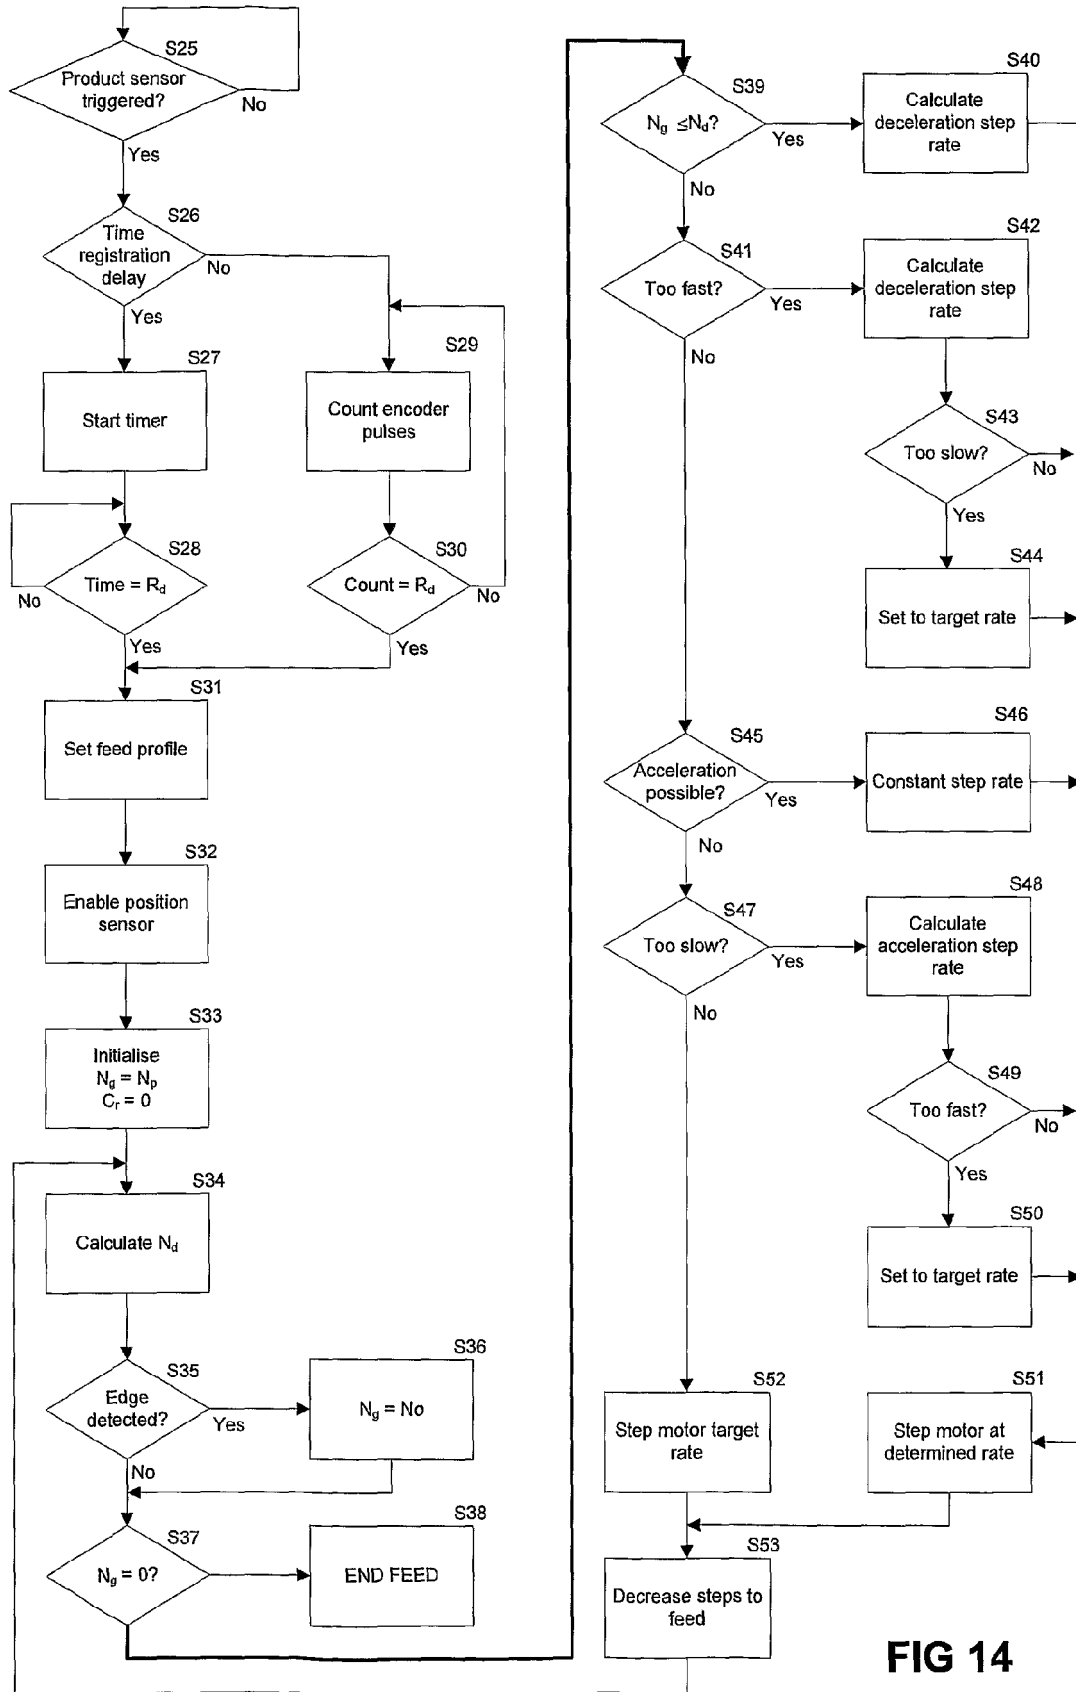 S25
Product sensor
triggered?
No
Yes
S26
Time
registration
delay
No
Yes
S27
Start timer
S29
Count encoder
pulses
S28
Time = Rd
No
Yes
S30
Count = Rd
No
Yes
S31
Set feed profile
S32
Enable position
sensor
S33
Initialise
Ng = Np
Cr = 0
S34
Calculate Nd
S35
Edge
detected?
Yes
No
S36
Ng = No
S37
Ng = 0?
S38
END FEED
S39
Ng ≤Nd?
Yes
No
S40
Calculate
deceleration step
rate
S41
Too fast?
Yes
No
S42
Calculate
deceleration step
rate
S43
Too slow?
No
Yes
S44
Set to target rate
S45
Acceleration
possible?
Yes
No
S46
Constant step rate
S47
Too slow?
Yes
No
S48
Calculate
acceleration step
rate
S49
Too fast?
No
Yes
S50
Set to target rate
S52
Step motor target
rate
S51
Step motor at
determined rate
S53
Decrease steps to
feed
FIG 14